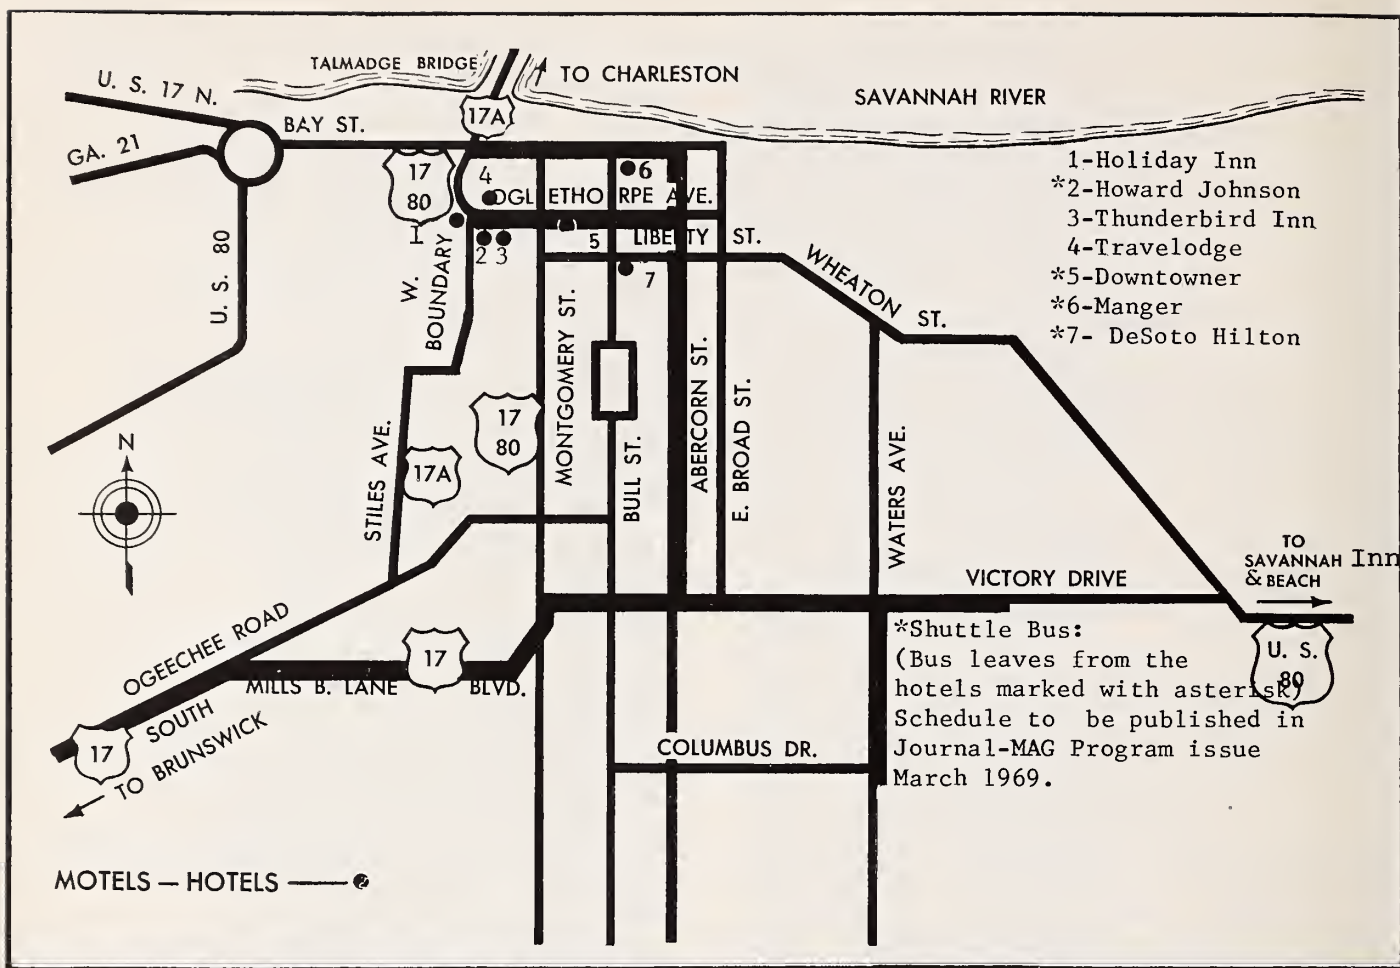 TALMADGE BRIDGE
TO CHARLESTON
SAVANNAH RIVER
U. S. 17 N.
17A
BAY ST.
GA. 21
17
80
4
6
OGLETHORPE AVE.
1
2 3
5
LIBERTY ST.
7
1-Holiday Inn
*2-Howard Johnson
3-Thunderbird Inn
4-Travelodge
*5-Downtowner
*6-Manger
*7- DeSoto Hilton
U. S. 80
W. BOUNDARY
MONTGOMERY ST.
WHEATON ST.
ABERCORN ST.
E. BROAD ST.
BULL ST.
STILES AVE.
17
80
17A
WATERS AVE.
N
TO
SAVANNAH Inn
& BEACH
VICTORY DRIVE
U. S.
80
OGEECHEE ROAD
17
MILLS B. LANE BLVD.
17
SOUTH
TO BRUNSWICK
COLUMBUS DR.
*Shuttle Bus:
(Bus leaves from the
hotels marked with asterisk)
Schedule to be published in
Journal-MAG Program issue
March 1969.
MOTELS — HOTELS